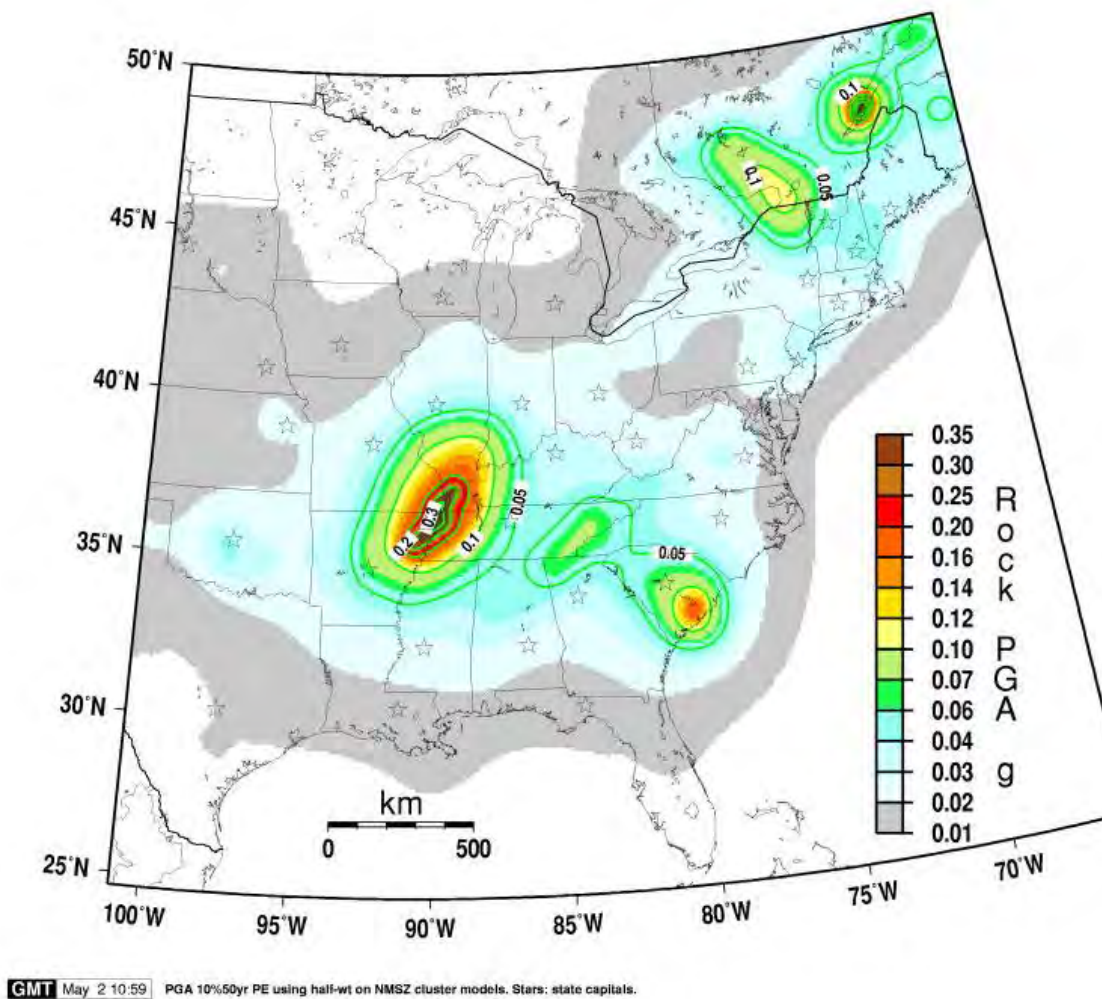 50°N
45°N
40°N
35°N
30°N
25°N
100°W
95°W
90°W
85°W
80°W
75°W
70°W
0.1
0.1
0.05
0.05
0.3
0.2
0.1
0.05
km
0 500
0.35
0.30
0.25
0.20
0.16
0.14
0.12
0.10
0.07
0.06
0.04
0.03
0.02
0.01
Rock PGA g
GMT May 2 10:59 PGA 10%50yr PE using half-wt on NMSZ cluster models. Stars: state capitals.